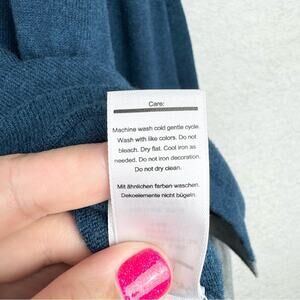 Care:
Machine wash cold gentle cycle.
Wash with like colors. Do not
bleach. Dry flat. Cool iron as
needed. Do not iron decoration.
Do not dry clean.
Mit ähnlichen farben waschen.
Dekoelemente nicht bügeln.